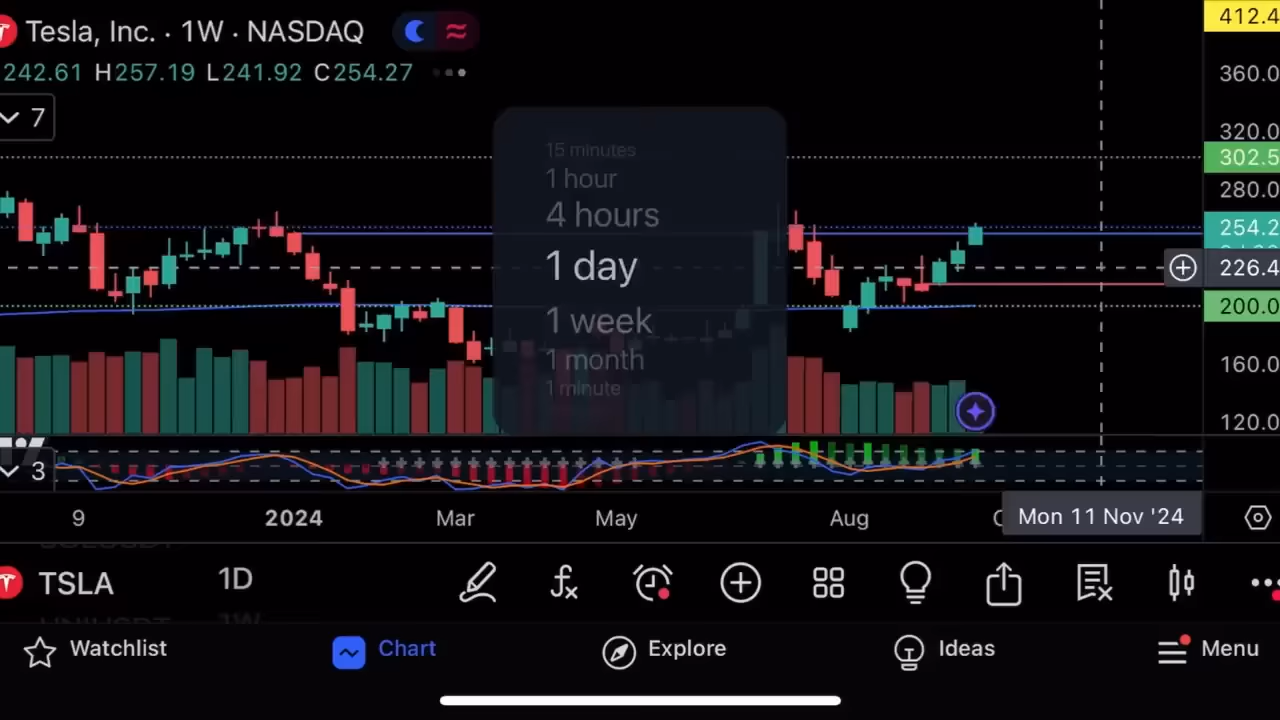 Tesla, Inc. · 1W · NASDAQ
242.61 H257.19 L241.92 C254.27
7
412.4
360.0
320.0
302.5
280.0
254.2
226.4
200.0
160.0
120.0
15 minutes
1 hour
4 hours
1 day
1 week
1 month
1 minute
3
9 2024 Mar May Aug Mon 11 Nov '24
TSLA 1D
1W
Watchlist Chart Explore Ideas Menu